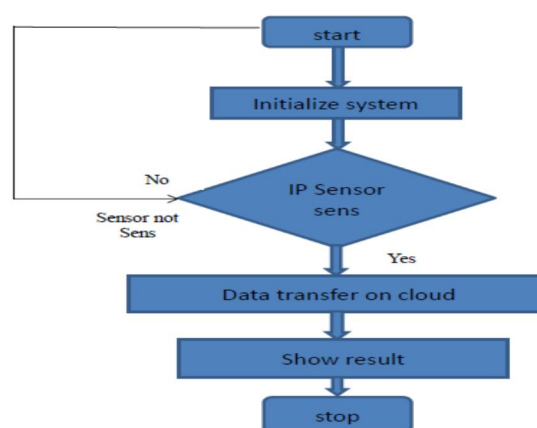 start
Initialize system
No
IP Sensor
sens
Sensor not
Sens
Yes
Data transfer on cloud
Show result
stop